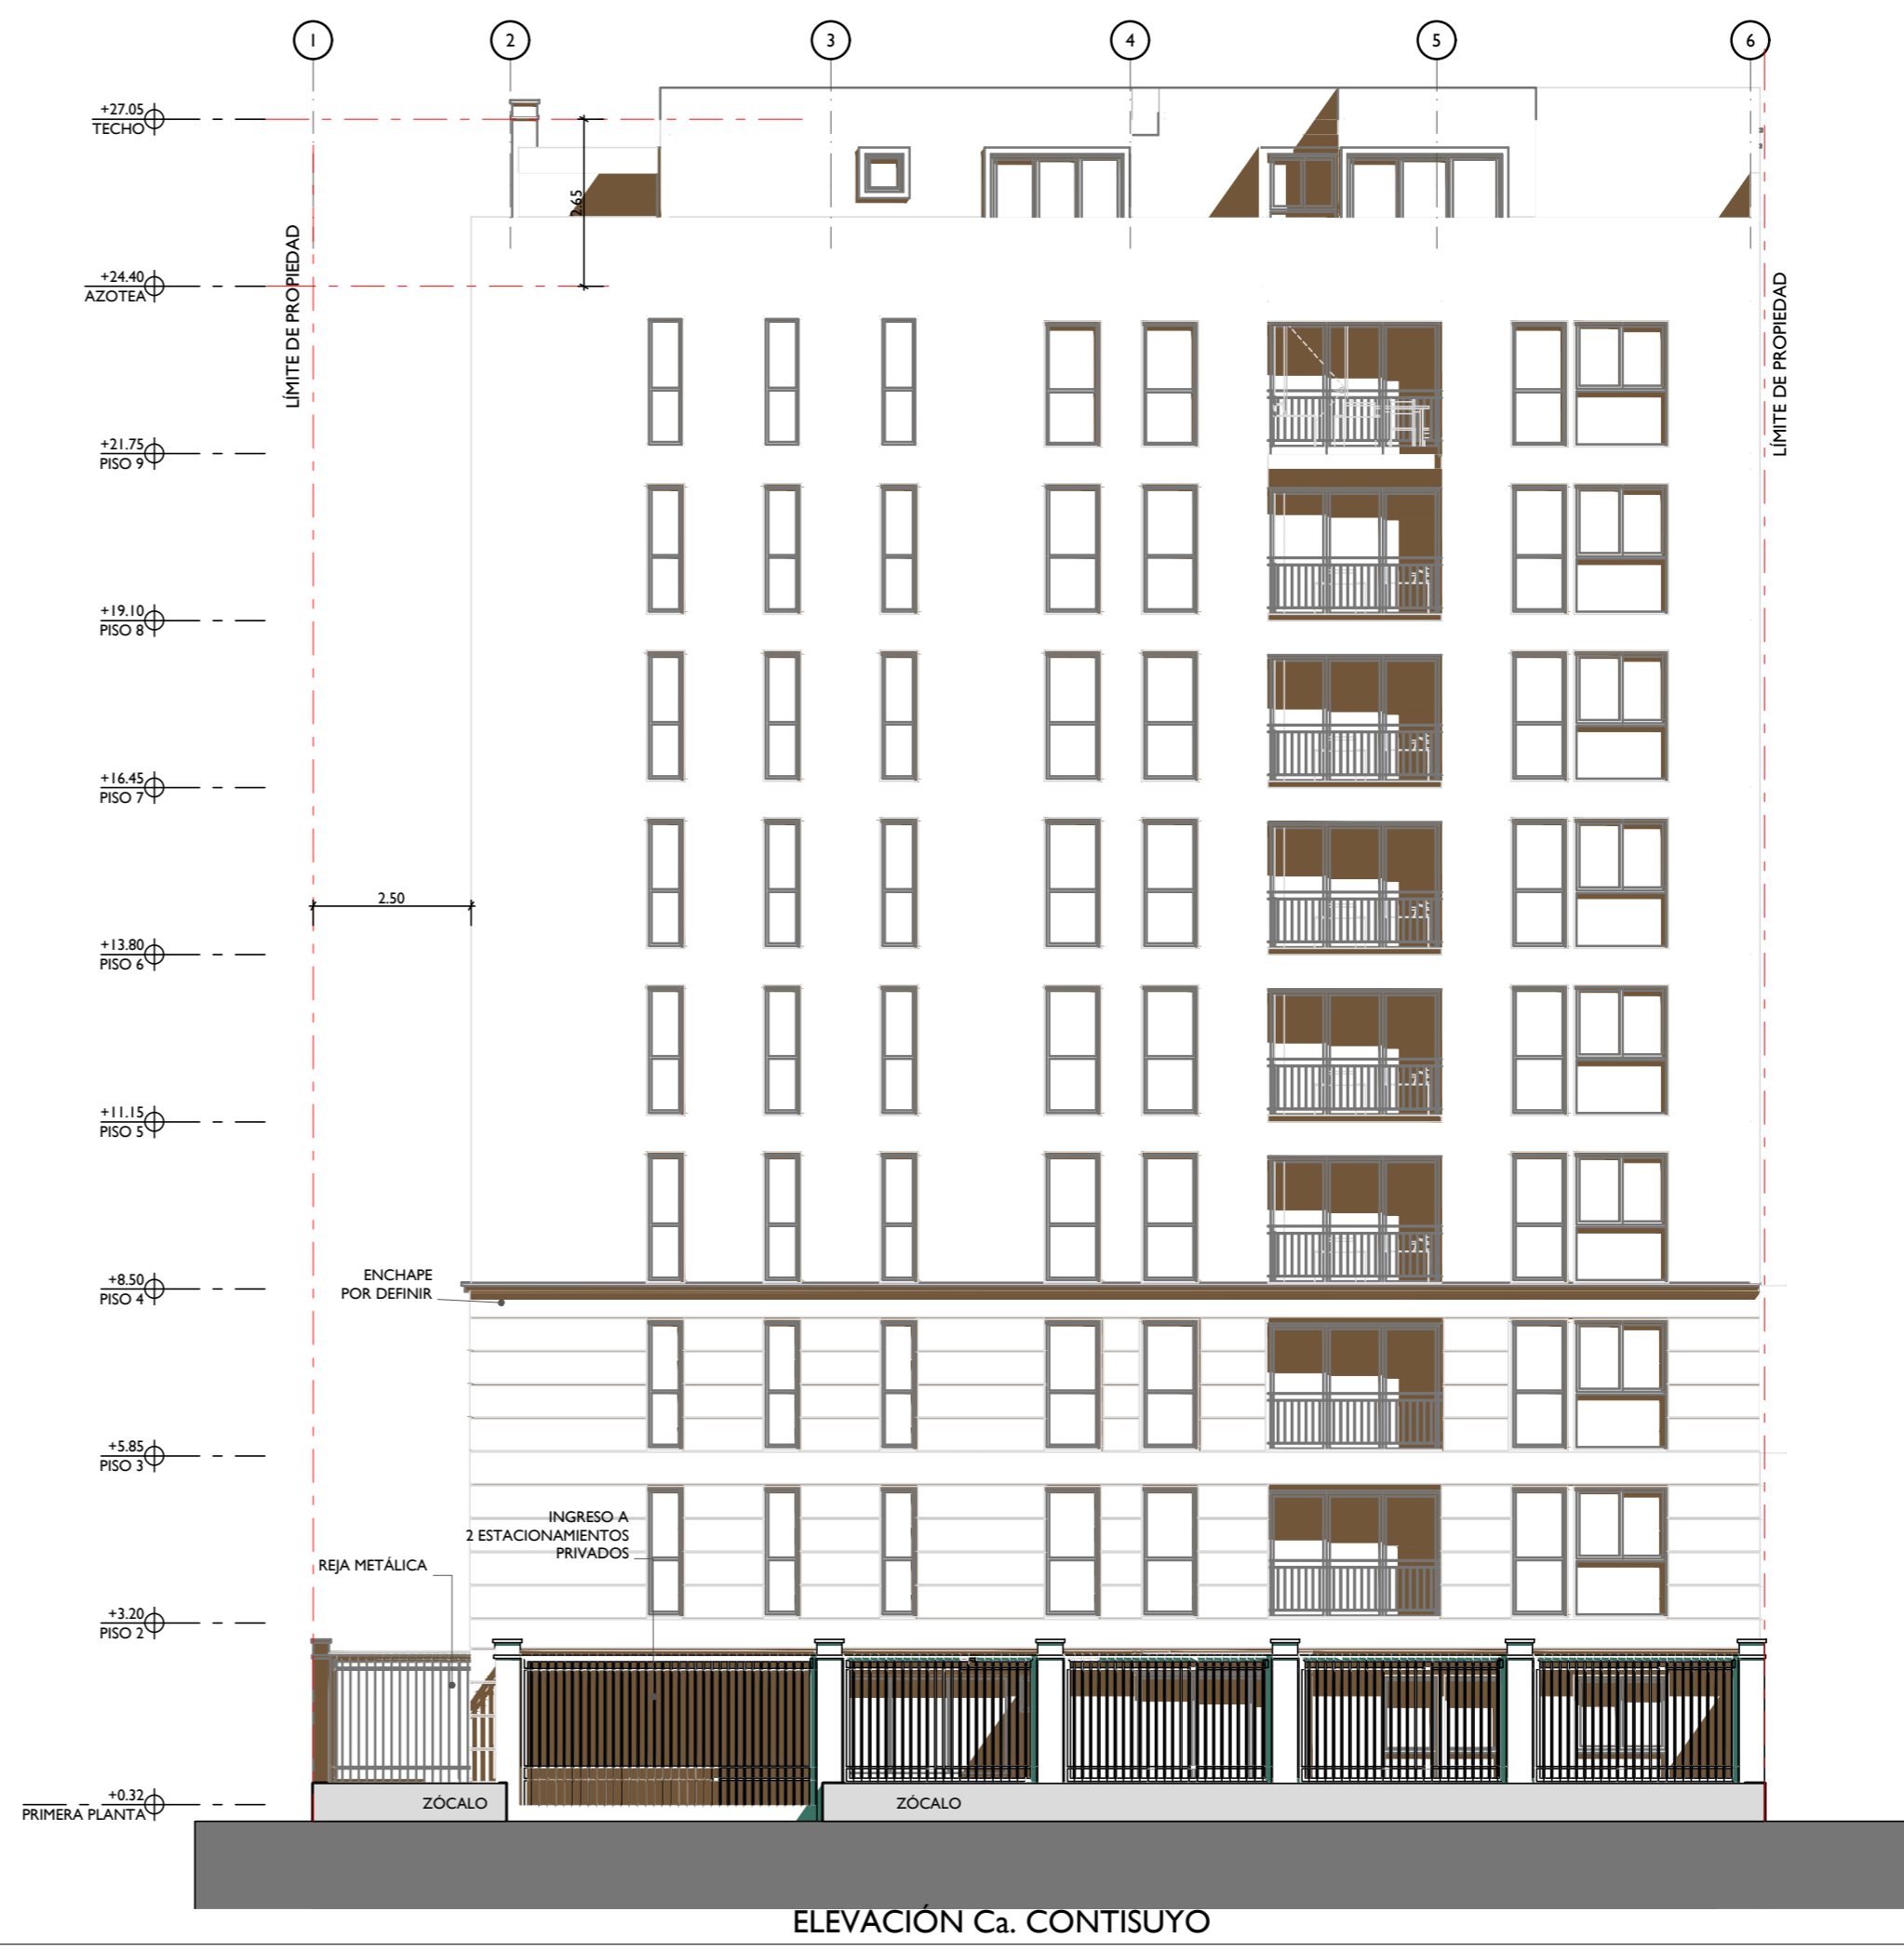 1
2
3
4
5
6
+27.05
TECHO
2.65
LÍMITE DE PROPIEDAD
LÍMITE DE PROPIEDAD
+24.40
AZOTEA
+21.75
PISO 9
+19.10
PISO 8
+16.45
PISO 7
2.50
+13.80
PISO 6
+11.15
PISO 5
ENCHAPE
POR DEFINIR
+8.50
PISO 4
+5.85
PISO 3
INGRESO A
2 ESTACIONAMIENTOS
PRIVADOS
REJA METÁLICA
+3.20
PISO 2
+0.32
PRIMERA PLANTA
ZÓCALO
ZÓCALO
ELEVACIÓN Ca. CONTISUYO